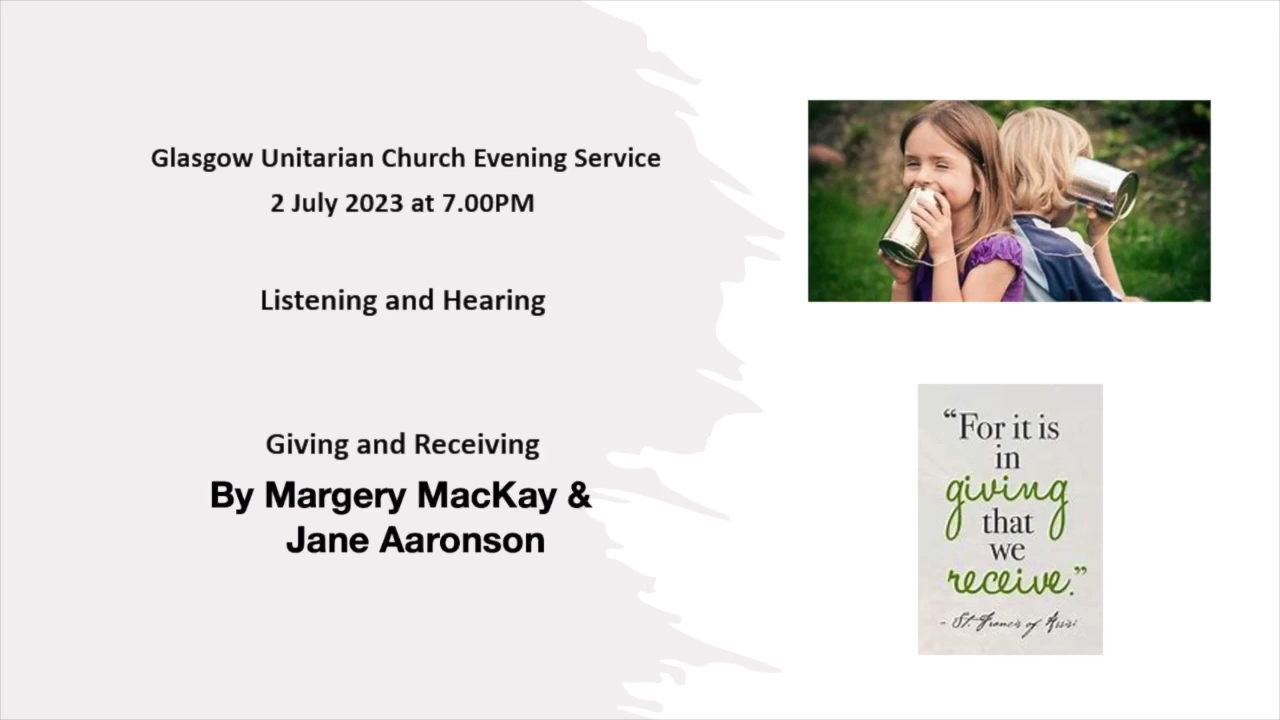 Glasgow Unitarian Church Evening Service
2 July 2023 at 7.00PM
Listening and Hearing
Giving and Receiving
By Margery MacKay &
Jane Aaronson
“For it is
in
giving
that
we
receive.”
- St. Francis of Assisi